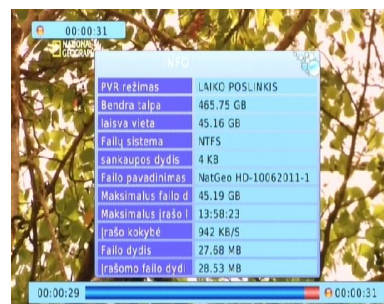 00:00:31
NATIONAL
GEOGRAPHIC
INFO
PVR režimas LAIKO POSLINKIS
Bendra talpa 465.75 GB
laisva vieta 45.16 GB
Failų sistema NTFS
sankaupos dydis 4 KB
Failo pavadinimas NatGeo HD-10062011-1
Maksimalus failo d 45.19 GB
Maksimalus įrašo l 13:58:23
Įrašo kokybė 942 KB/S
Failo dydis 27.68 MB
Įrašomo failo dydi 28.53 MB
00:00:29 00:00:31